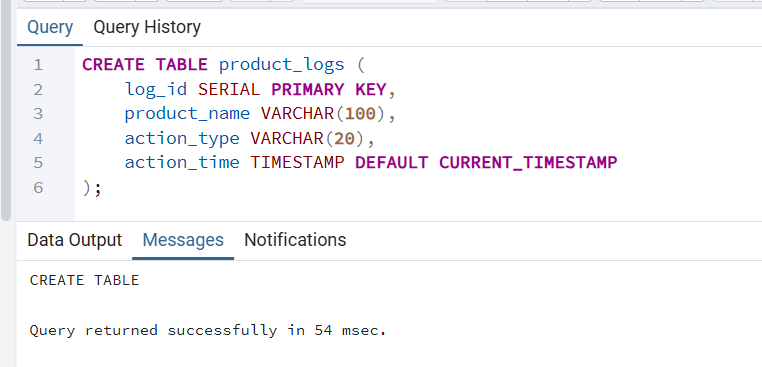 Query Query History
1 CREATE TABLE product_logs (
2 log_id SERIAL PRIMARY KEY,
3 product_name VARCHAR(100),
4 action_type VARCHAR(20),
5 action_time TIMESTAMP DEFAULT CURRENT_TIMESTAMP
6 );
Data Output Messages Notifications
CREATE TABLE
Query returned successfully in 54 msec.